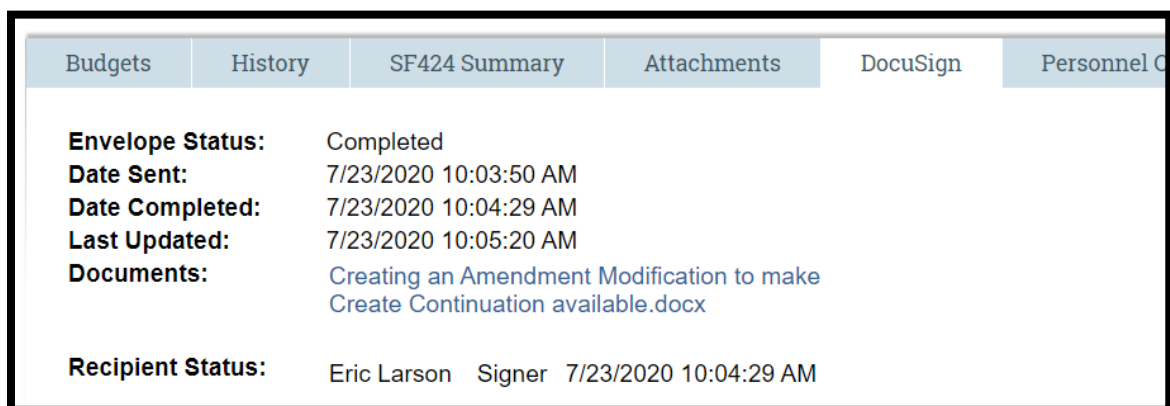 Budgets History SF424 Summary Attachments DocuSign Personnel
Envelope Status: Completed
Date Sent: 7/23/2020 10:03:50 AM
Date Completed: 7/23/2020 10:04:29 AM
Last Updated: 7/23/2020 10:05:20 AM
Documents: Creating an Amendment Modification to make
Create Continuation available.docx
Recipient Status: Eric Larson Signer 7/23/2020 10:04:29 AM